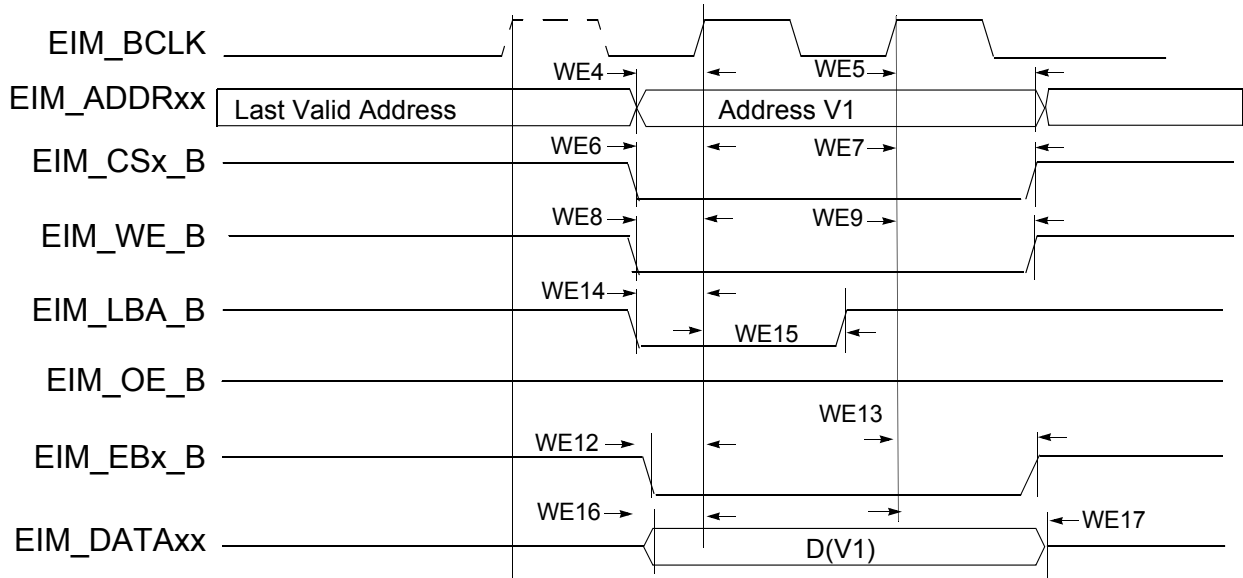 EIM_BCLK
WE4 WE5
EIM_ADDRxx Last Valid Address Address V1
WE6 WE7
EIM_CSx_B
WE8 WE9
EIM_WE_B
WE14
EIM_LBA_B
WE15
EIM_OE_B
WE13
WE12
EIM_EBx_B
WE16 WE17
EIM_DATAxx D(V1)